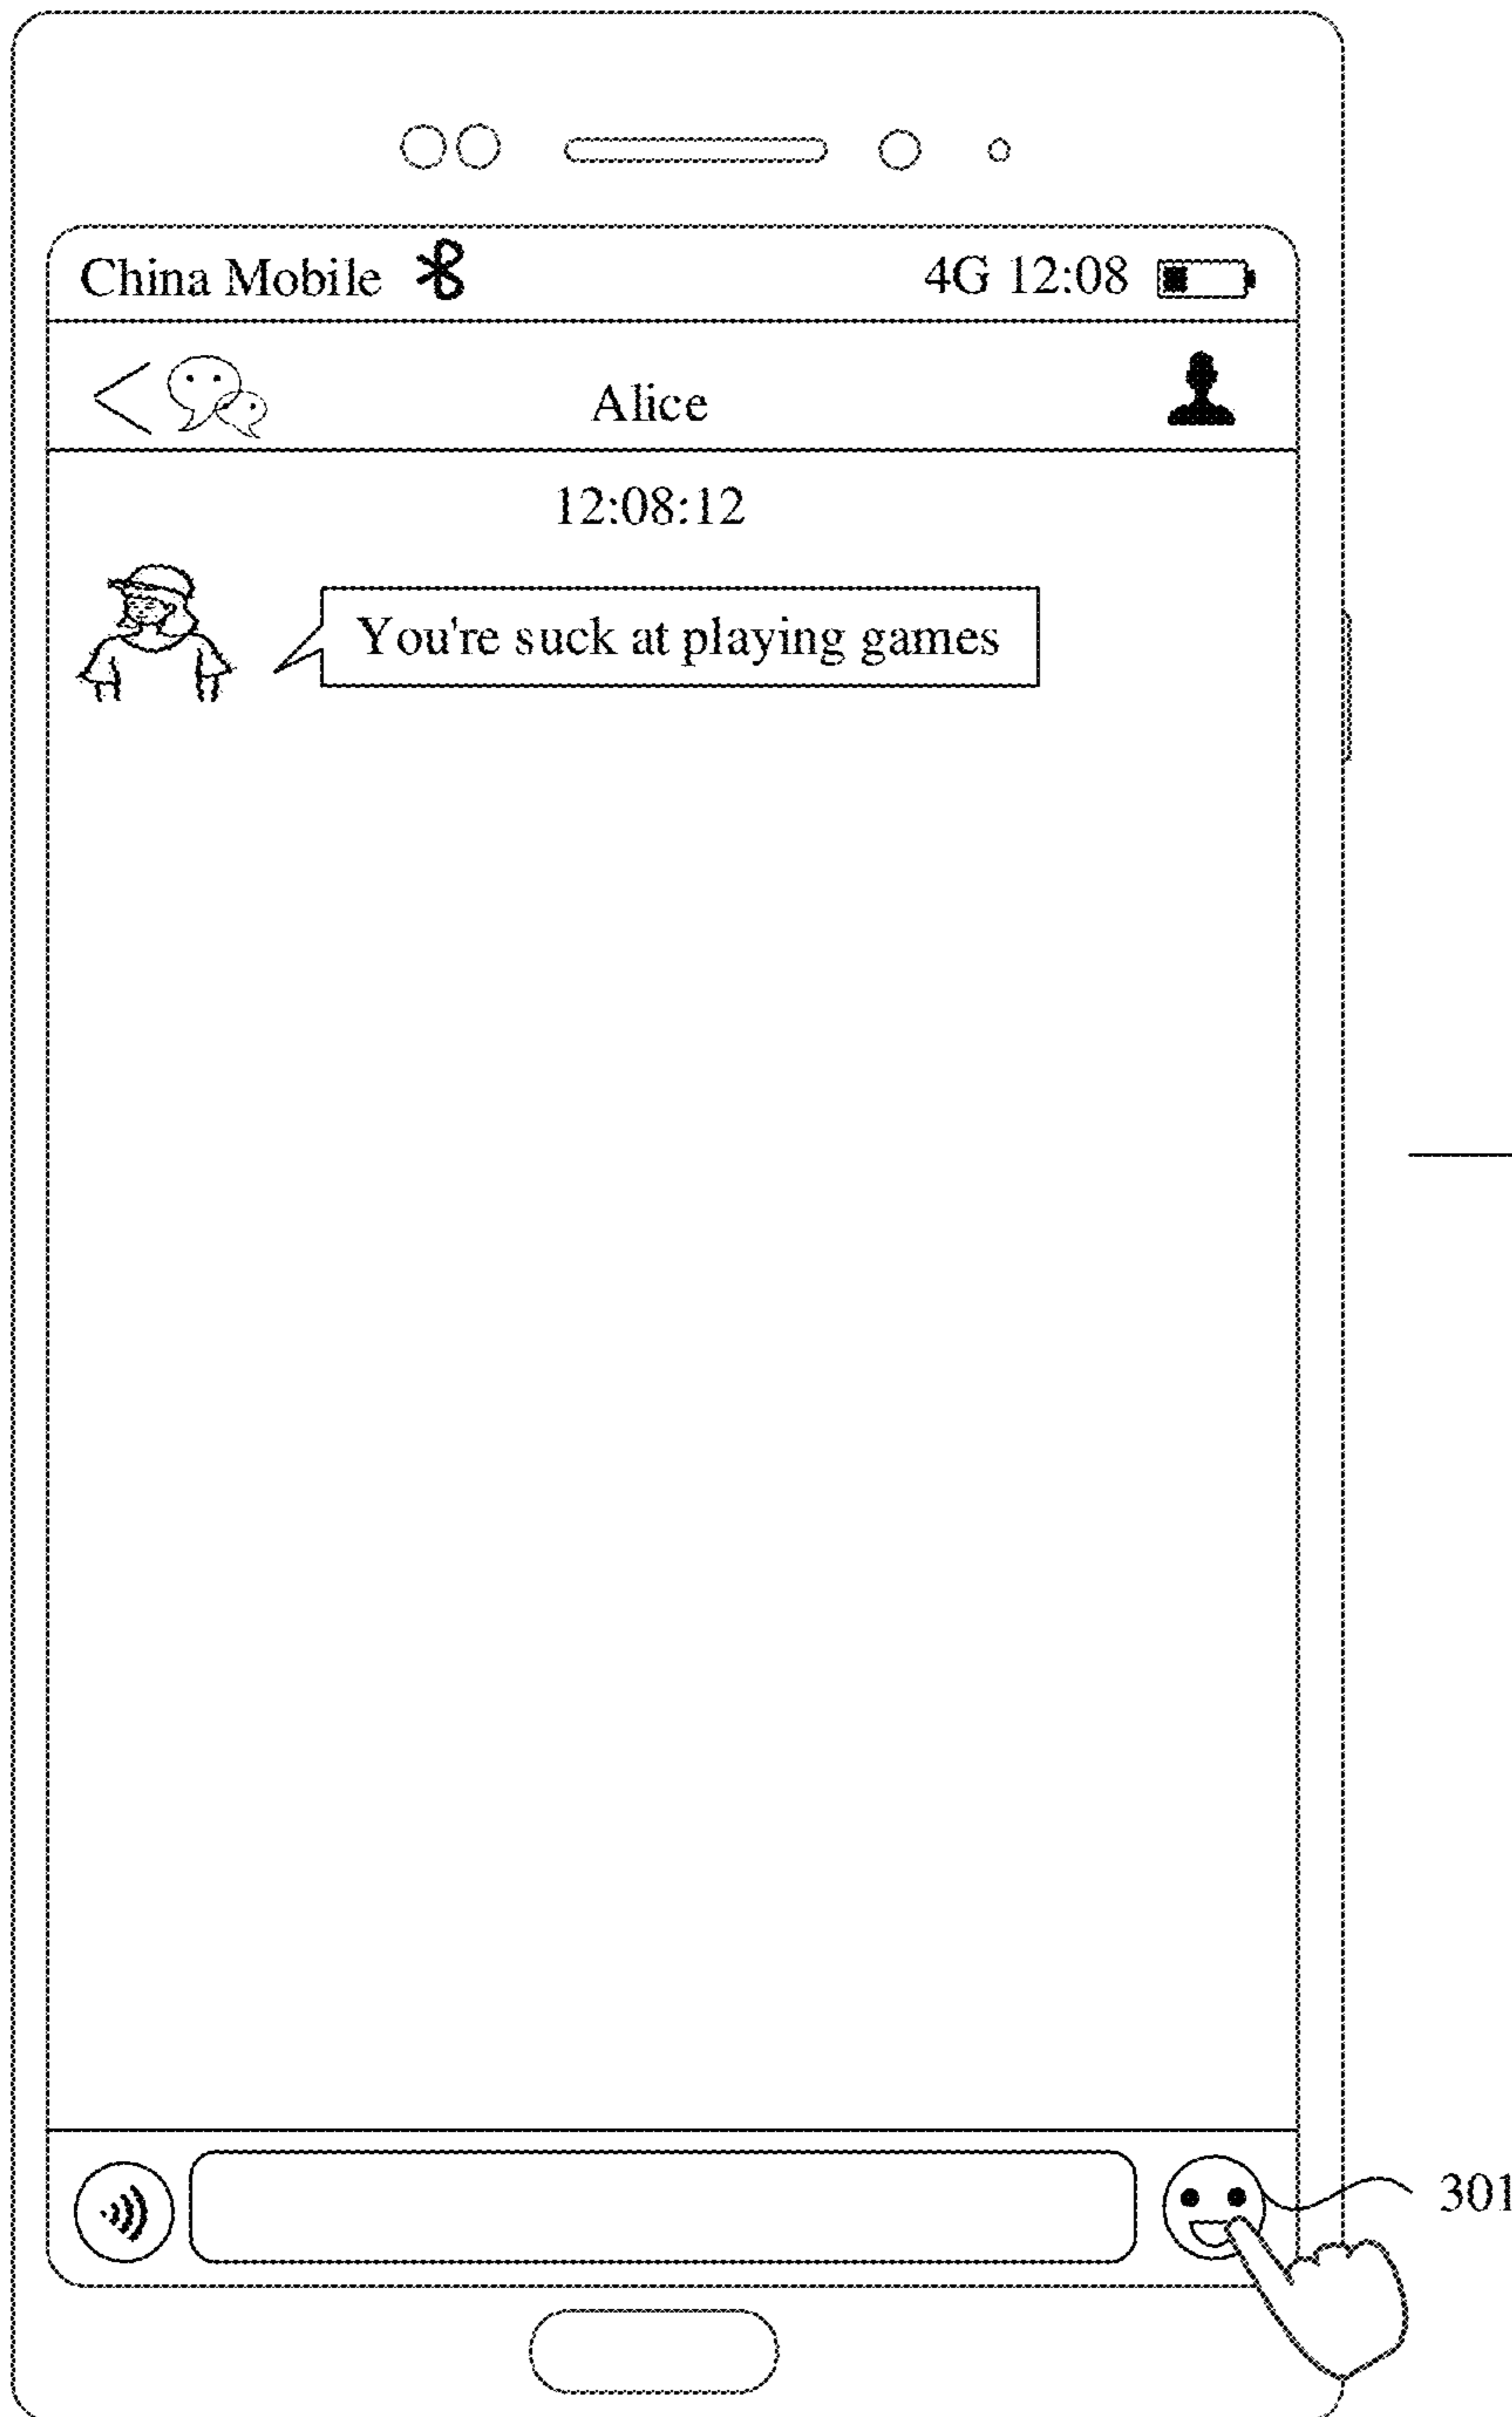 China Mobile 4G 12:08
Alice
12:08:12
You're suck at playing games
301